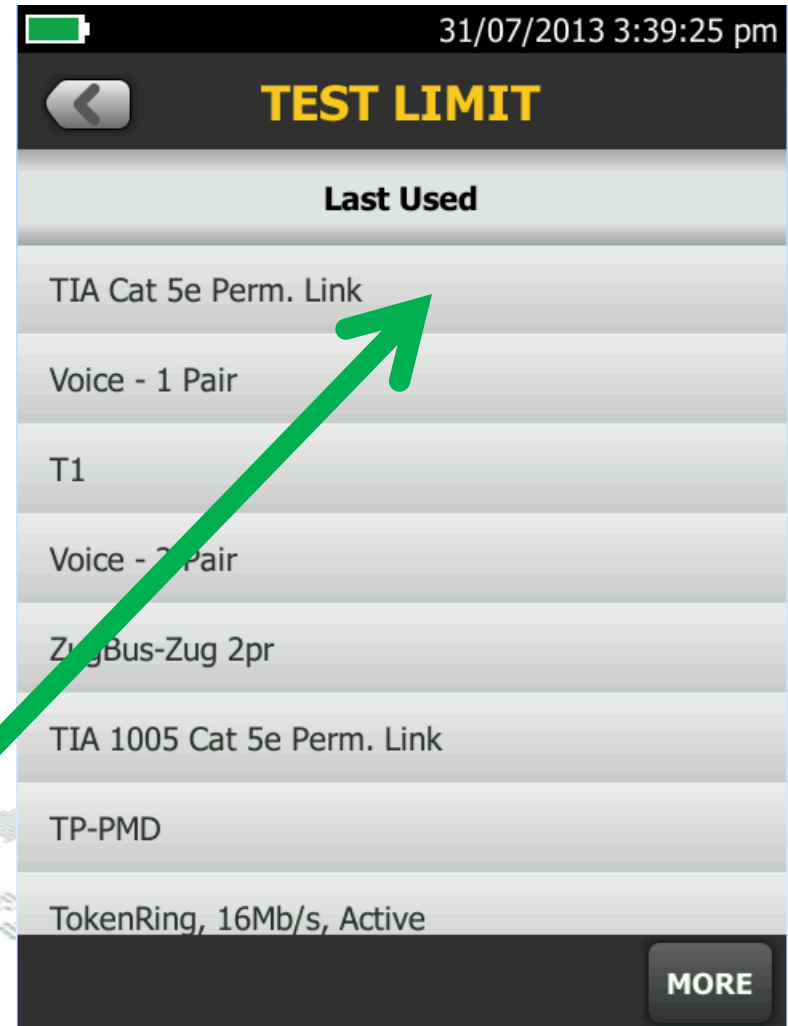 31/07/2013 3:39:25 pm
TEST LIMIT
Last Used
TIA Cat 5e Perm. Link
Voice - 1 Pair
T1
Voice - Pair
ZugBus-Zug 2pr
TIA 1005 Cat 5e Perm. Link
TP-PMD
TokenRing, 16Mb/s, Active
MORE